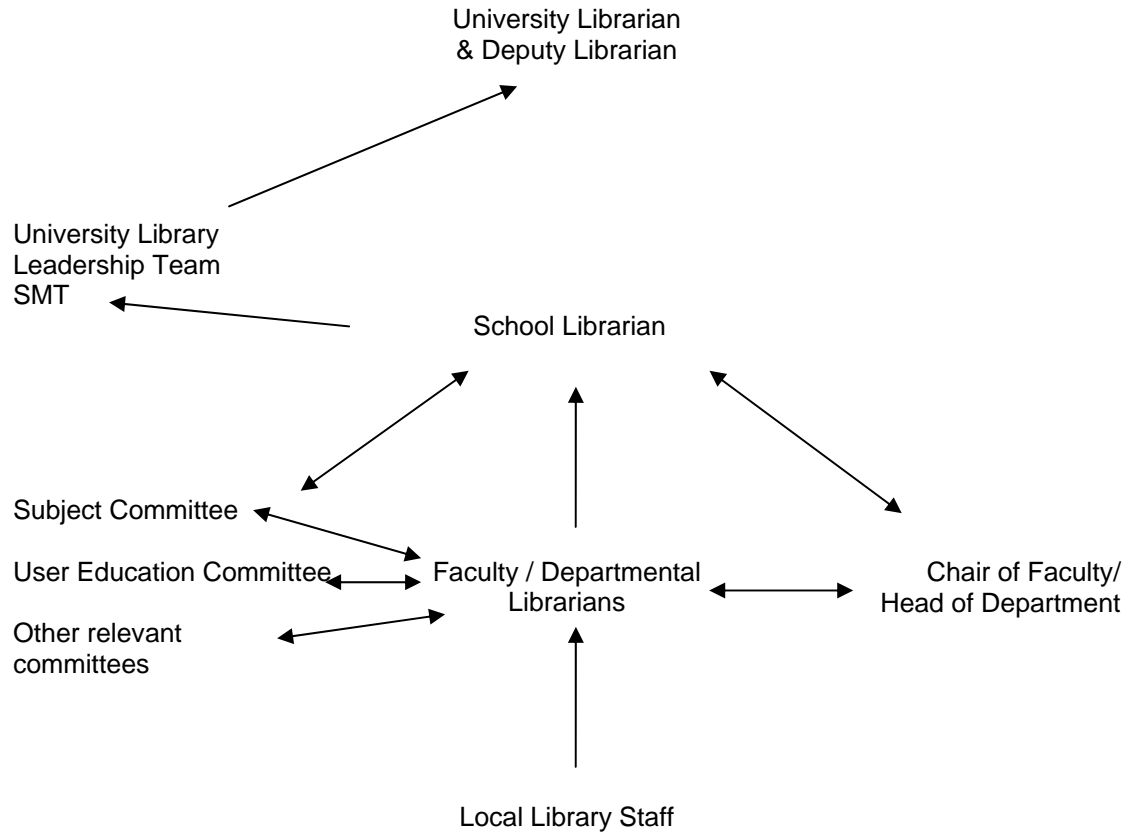 University Librarian
& Deputy Librarian
University Library
Leadership Team
SMT
School Librarian
Subject Committee
User Education Committee
Faculty / Departmental
Librarians
Chair of Faculty/
Head of Department
Other relevant
committees
Local Library Staff